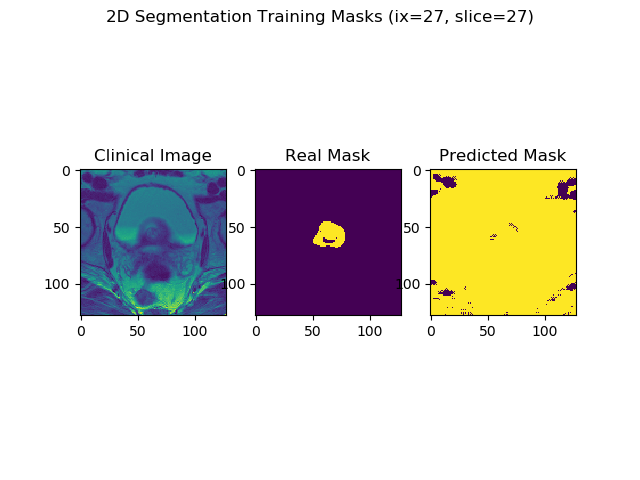 2D Segmentation Training Masks (ix=27, slice=27)
Clinical Image Real Mask Predicted Mask
0 0 0
50 50 50
100 100 100
0 50 100 0 50 100 0 50 100